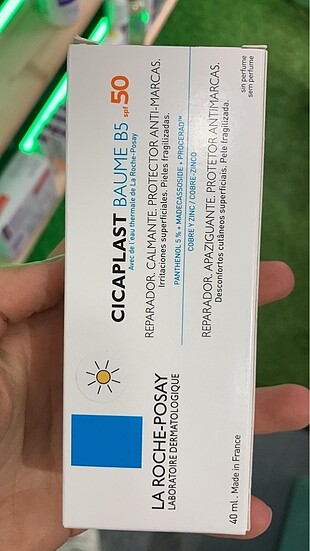 CICAPLAST BAUME B5 spf 50
Avec de l'eau thermale de La Roche-Posay
REPARADOR. CALMANTE. PROTECTOR ANTI-MARCAS.
Irritaciones superficiales. Pieles fragilizadas.
PANTHENOL 5 % + MADECASSOSIDE + PROCERAD™
COBRE Y ZINC / COBRE-ZINCO
REPARADOR. APAZIGUANTE. PROTETOR ANTIMARCAS.
Desconfortos cutâneos superficiais. Pele fragilizada.
sin perfume
sem perfume
LA ROCHE-POSAY
LABORATOIRE DERMATOLOGIQUE
40 mL. Made in France